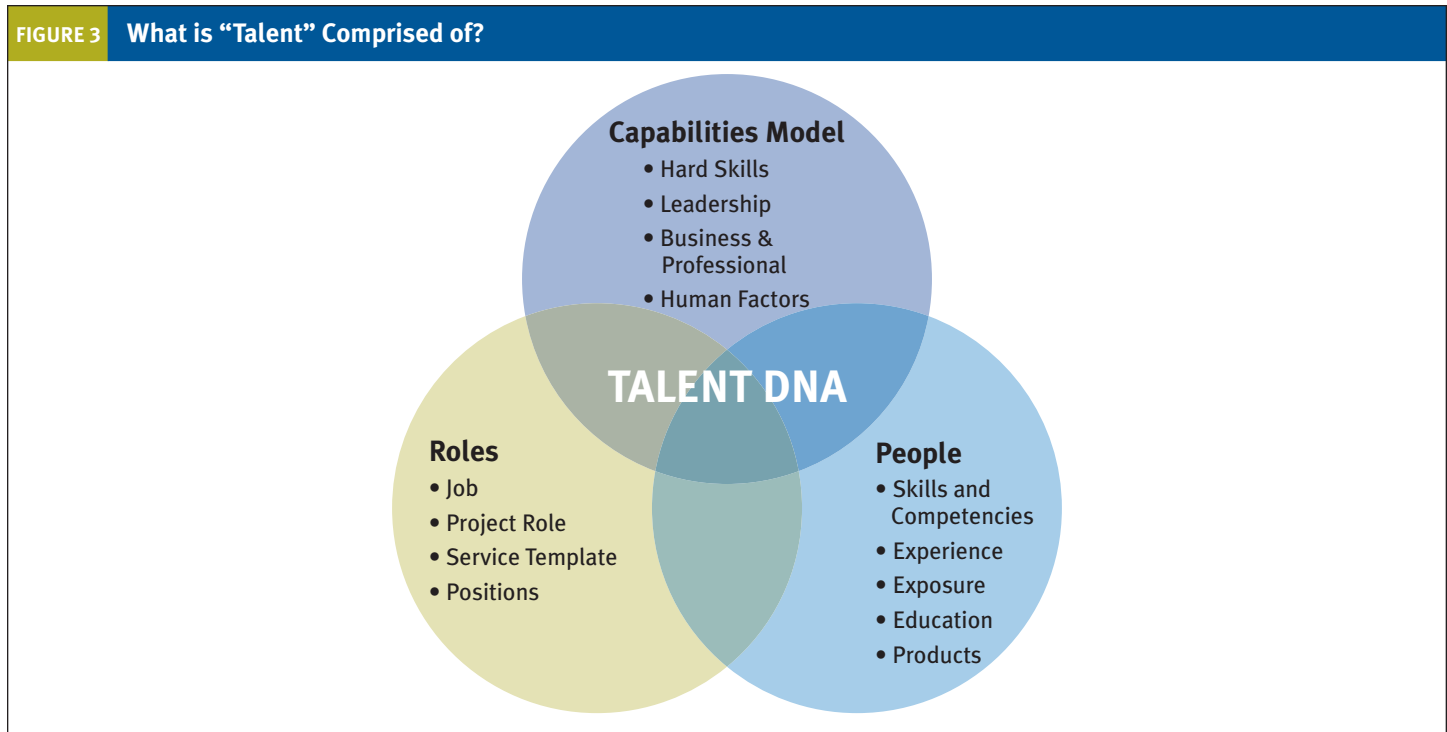 FIGURE 3
What is “Talent” Comprised of?
Capabilities Model
• Hard Skills
• Leadership
• Business &
Professional
• Human Factors
TALENT DNA
Roles
• Job
• Project Role
• Service Template
• Positions
People
• Skills and
Competencies
• Experience
• Exposure
• Education
• Products